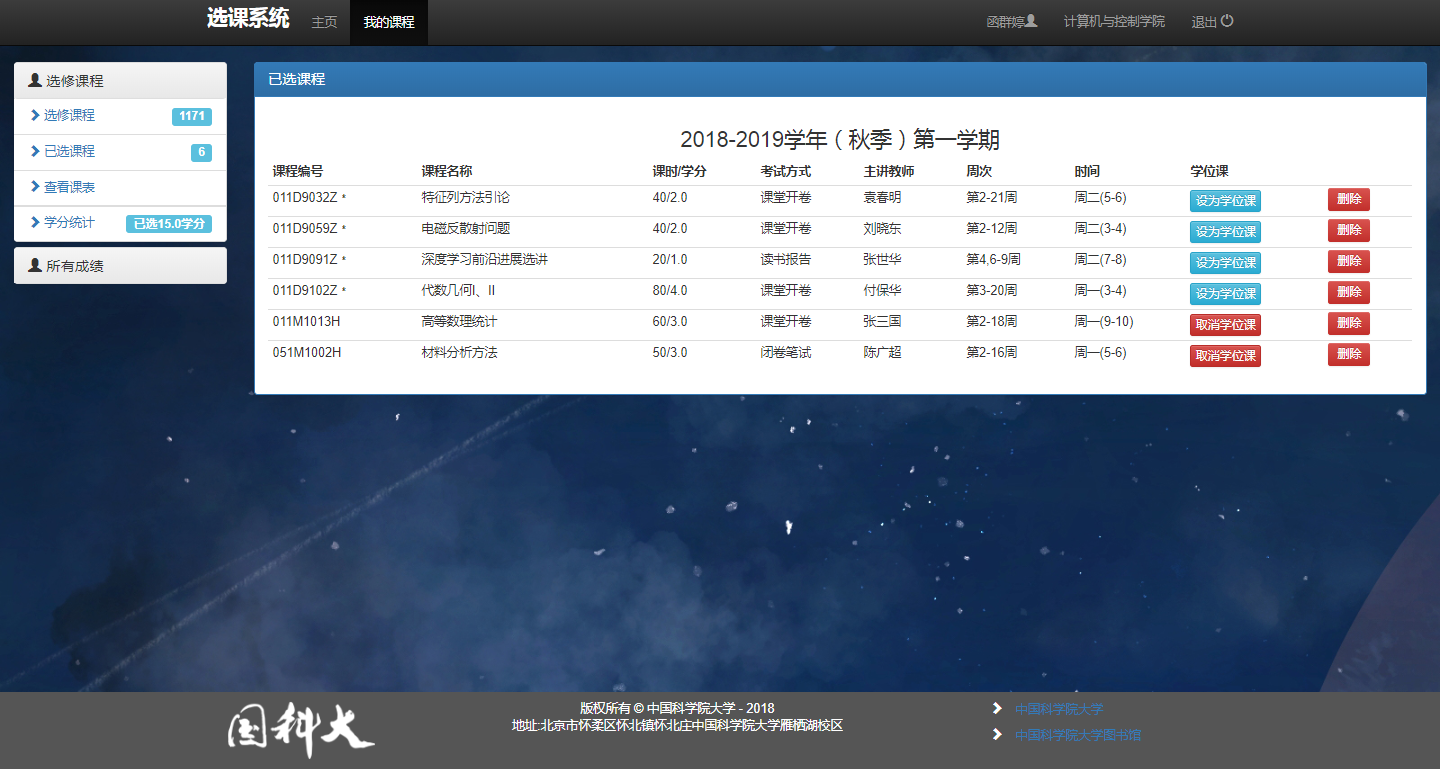 选课系统 主页 我的课程 函群婷 计算机与控制学院 退出
选修课程
选修课程 1171
已选课程 6
查看课表
学分统计 已选15.0学分
所有成绩
已选课程
2018-2019学年（秋季）第一学期
课程编号 课程名称 课时/学分 考试方式 主讲教师 周次 时间 学位课
011D9032Z * 特征列方法引论 40/2.0 课堂开卷 袁春明 第2-21周 周二(5-6) 设为学位课 删除
011D9059Z * 电磁反散射问题 40/2.0 课堂开卷 刘晓东 第2-12周 周二(3-4) 设为学位课 删除
011D9091Z * 深度学习前沿进展选讲 20/1.0 读书报告 张世华 第4,6-9周 周二(7-8) 设为学位课 删除
011D9102Z * 代数几何I、II 80/4.0 课堂开卷 付保华 第3-20周 周一(3-4) 设为学位课 删除
011M1013H 高等数理统计 60/3.0 课堂开卷 张三国 第2-18周 周一(9-10) 取消学位课 删除
051M1002H 材料分析方法 50/3.0 闭卷笔试 陈广超 第2-16周 周一(5-6) 取消学位课 删除
国科大
版权所有 © 中国科学院大学 - 2018
地址:北京市怀柔区怀北镇怀北庄中国科学院大学雁栖湖校区
中国科学院大学
中国科学院大学图书馆